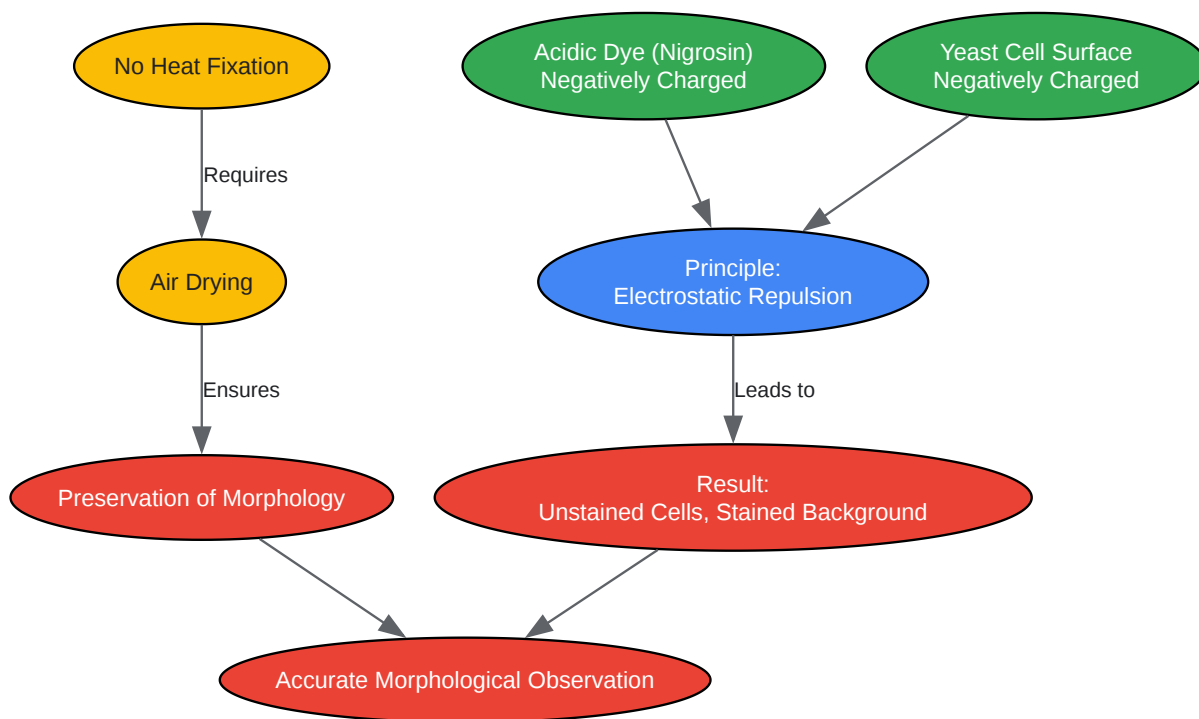 No Heat Fixation
Acidic Dye (Nigrosin)
Negatively Charged
Yeast Cell Surface
Negatively Charged
Requires
Air Drying
Principle:
Electrostatic Repulsion
Ensures
Leads to
Preservation of Morphology
Result:
Unstained Cells, Stained Background
Accurate Morphological Observation